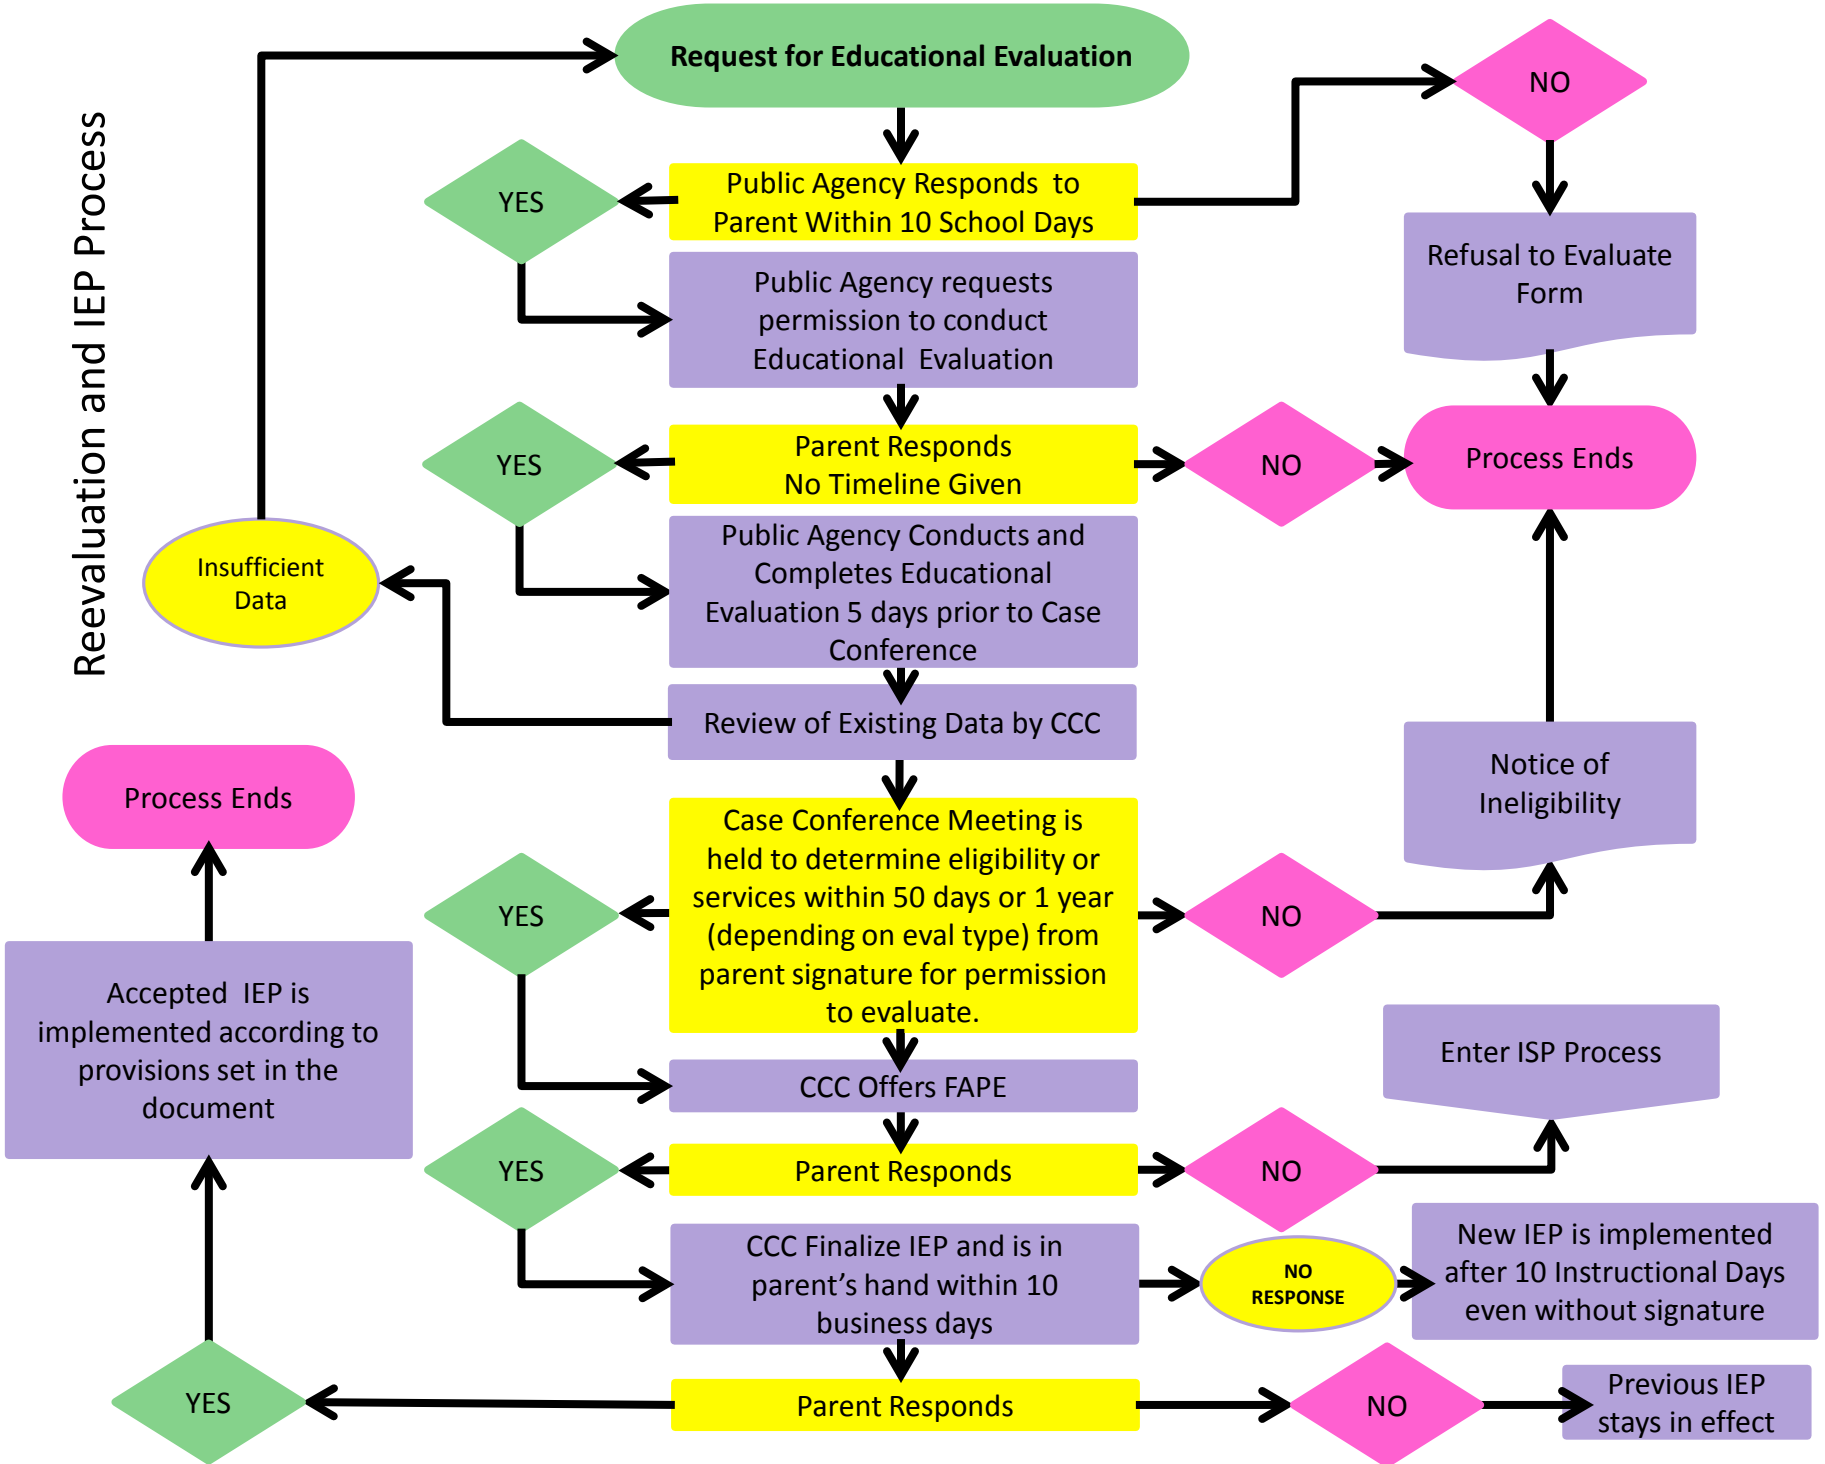 Reevaluation and IEP Process
Request for Educational Evaluation
NO
YES
Public Agency Responds to
Parent Within 10 School Days
Refusal to Evaluate
Form
Public Agency requests
permission to conduct
Educational Evaluation
YES
Parent Responds
No Timeline Given
NO
Process Ends
Insufficient
Data
Public Agency Conducts and
Completes Educational
Evaluation 5 days prior to Case
Conference
Review of Existing Data by CCC
Process Ends
Notice of
Ineligibility
YES
Case Conference Meeting is
held to determine eligibility or
services within 50 days or 1 year
(depending on eval type) from
parent signature for permission
to evaluate.
NO
Accepted IEP is
implemented according to
provisions set in the
document
Enter ISP Process
CCC Offers FAPE
YES
Parent Responds
NO
CCC Finalize IEP and is in
parent’s hand within 10
business days
NO
RESPONSE
New IEP is implemented
after 10 Instructional Days
even without signature
YES
Parent Responds
NO
Previous IEP
stays in effect